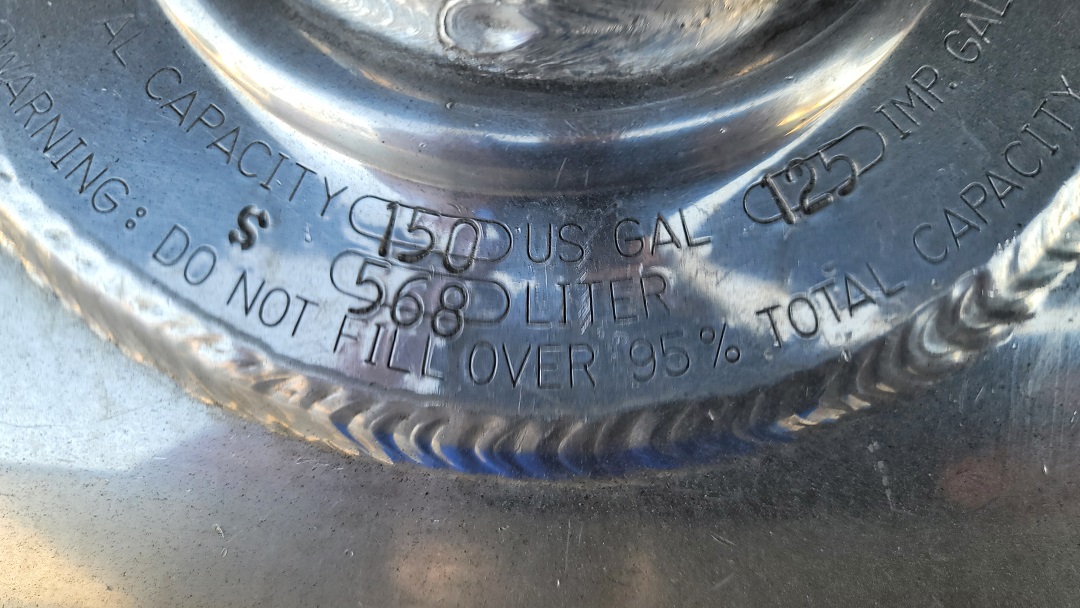 AL CAPACITY 150 US GAL 125 IMP. GAL
S 568 LITER
WARNING: DO NOT FILL OVER 95% TOTAL CAPACITY